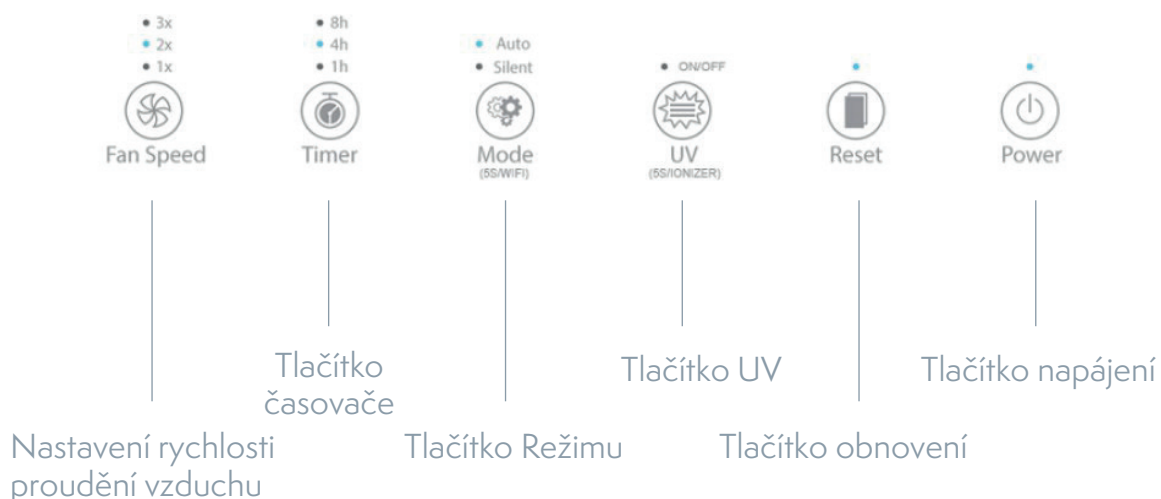 3x
2x
1x
Fan Speed
8h
4h
1h
Timer
Auto
Silent
Mode
(5S/WIFI)
ON/OFF
UV
(5S/IONIZER)
Reset
Power
Nastavení rychlosti
proudění vzduchu
Tlačítko
časovače
Tlačítko Režimu
Tlačítko UV
Tlačítko obnovení
Tlačítko napájení